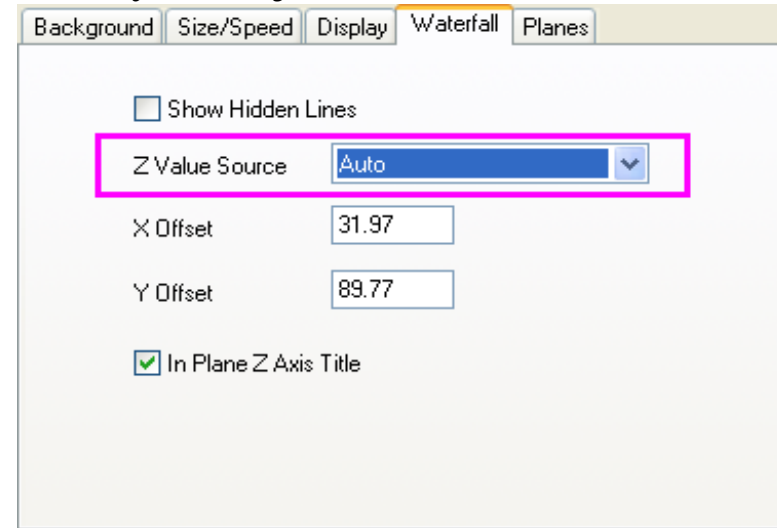 Background Size/Speed Display Waterfall Planes
Show Hidden Lines
Z Value Source Auto
X Offset 31.97
Y Offset 89.77
In Plane Z Axis Title